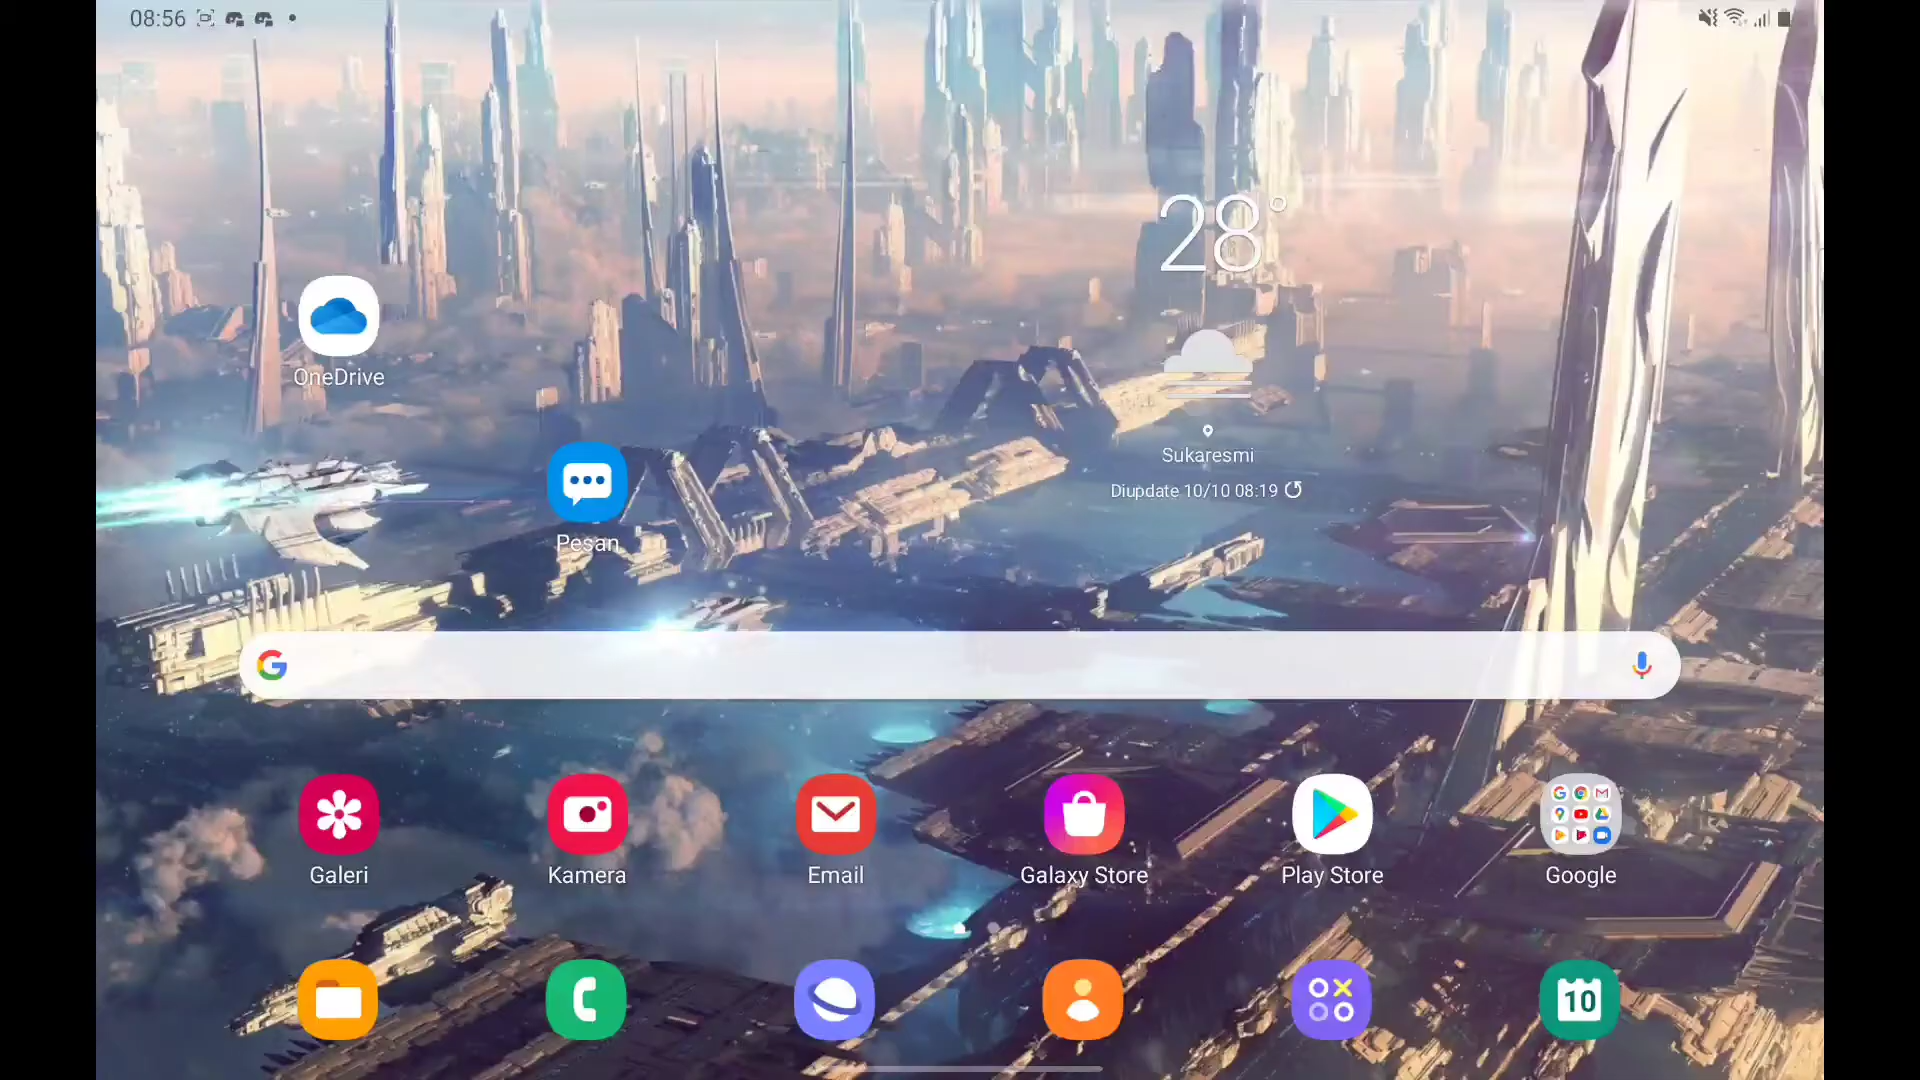 08:56
28°
OneDrive
Sukaresmi
Diupdate 10/10 08:19
Pesan
Galeri
Kamera
Email
Galaxy Store
Play Store
Google
10